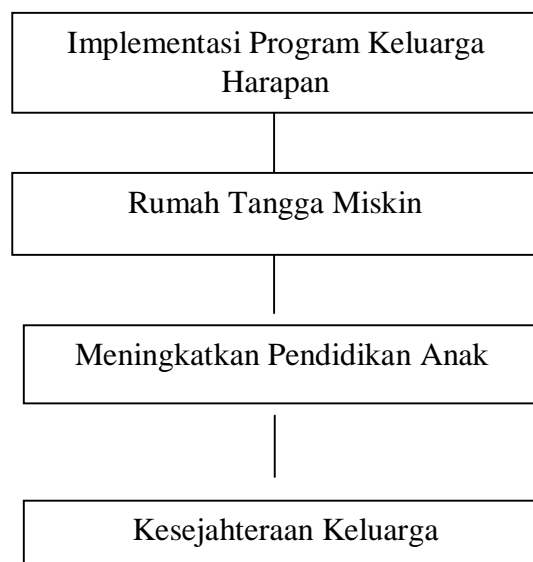 Implementasi Program Keluarga
Harapan
Rumah Tangga Miskin
Meningkatkan Pendidikan Anak
Kesejahteraan Keluarga